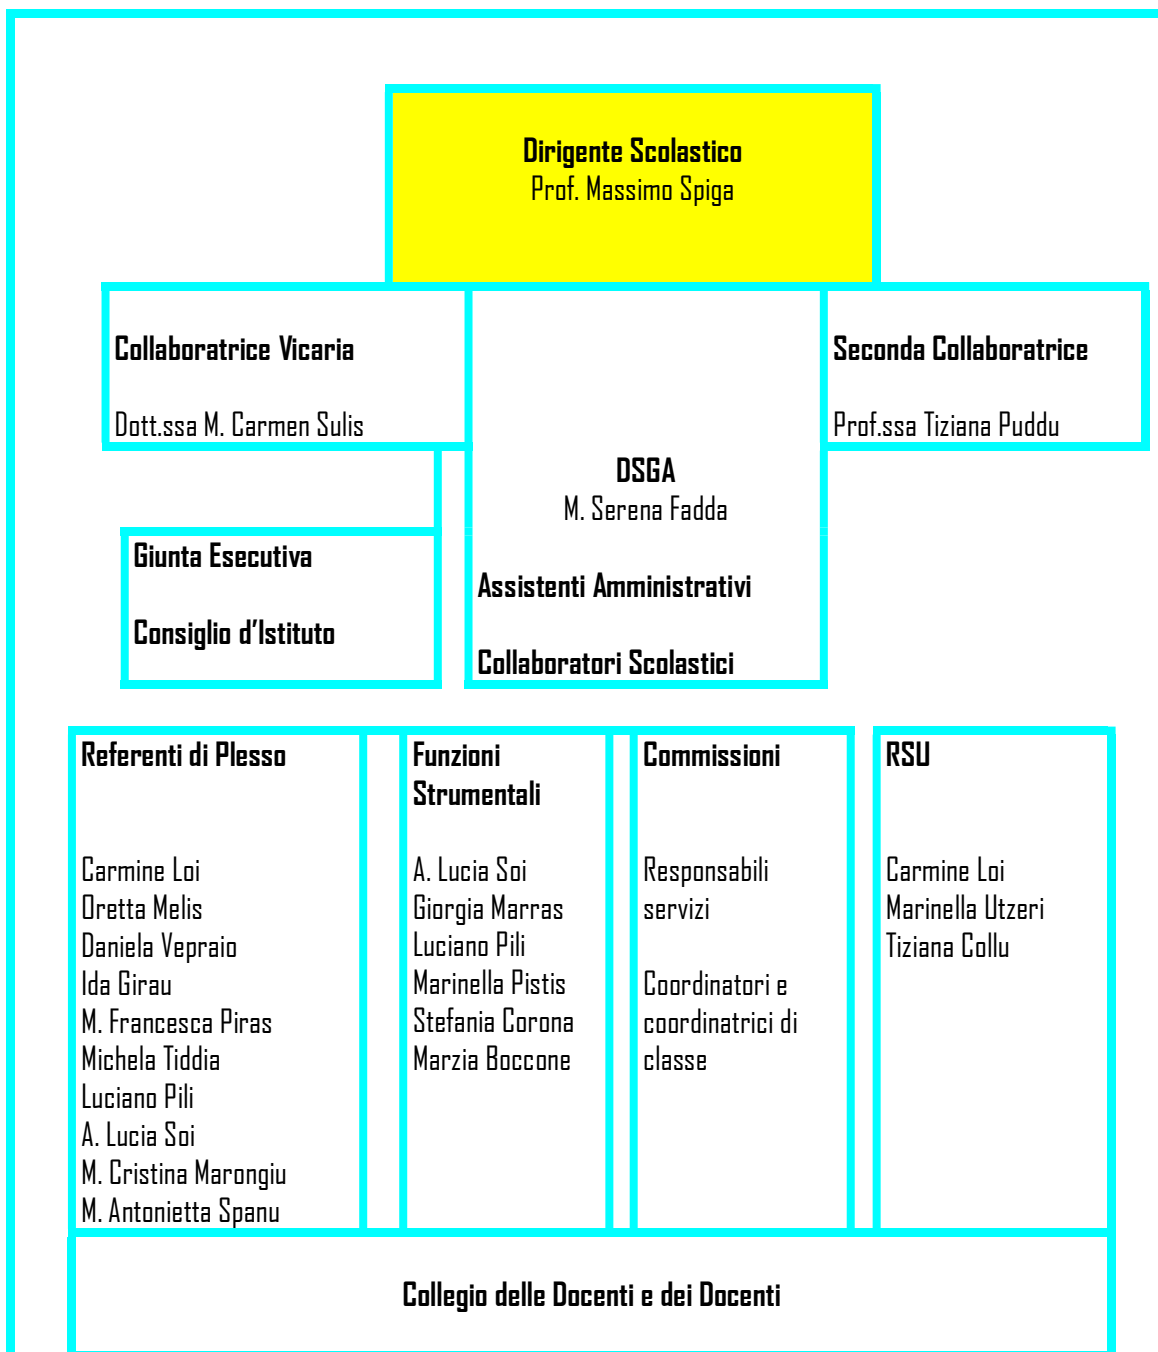 Dirigente Scolastico
Prof. Massimo Spiga
Collaboratrice Vicaria
Dott.ssa M. Carmen Sulis
Seconda Collaboratrice
Prof.ssa Tiziana Puddu
DSGA
M. Serena Fadda
Assistenti Amministrativi
Collaboratori Scolastici
Giunta Esecutiva
Consiglio d’Istituto
Referenti di Plesso
Carmine Loi
Oretta Melis
Daniela Vepraio
Ida Girau
M. Francesca Piras
Michela Tiddia
Luciano Pili
A. Lucia Soi
M. Cristina Marongiu
M. Antonietta Spanu
Funzioni
Strumentali
A. Lucia Soi
Giorgia Marras
Luciano Pili
Marinella Pistis
Stefania Corona
Marzia Boccone
Commissioni
Responsabili
servizi
Coordinatori e
coordinatrici di
classe
RSU
Carmine Loi
Marinella Utzeri
Tiziana Collu
Collegio delle Docenti e dei Docenti